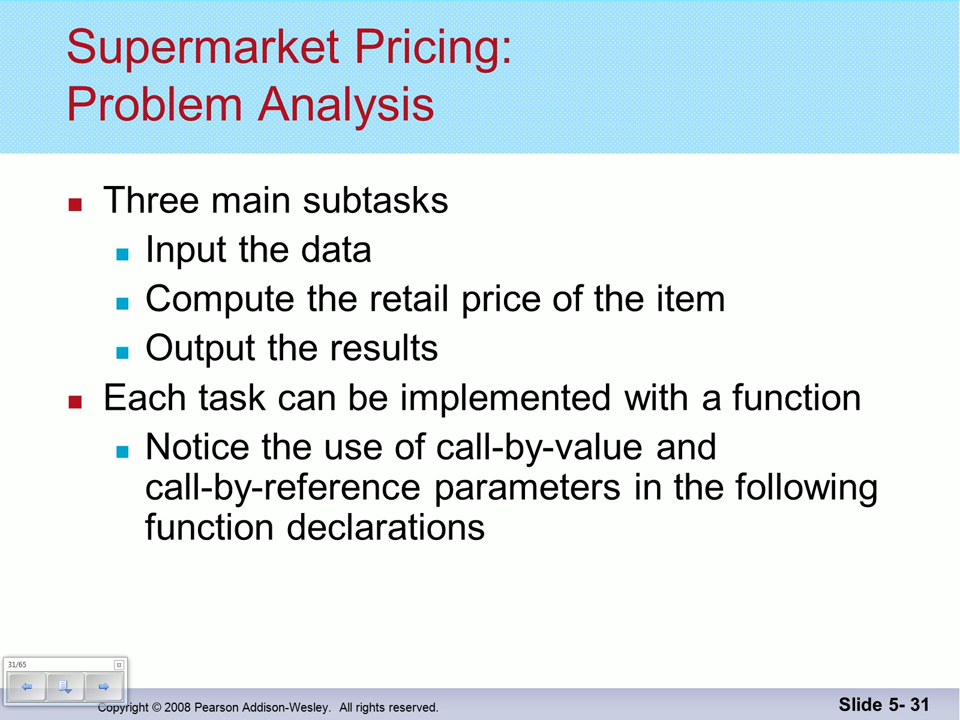 Supermarket Pricing:
Problem Analysis
Three main subtasks
Input the data
Compute the retail price of the item
Output the results
Each task can be implemented with a function
Notice the use of call-by-value and
call-by-reference parameters in the following
function declarations
31/65
Copyright © 2008 Pearson Addison-Wesley. All rights reserved.
Slide 5- 31